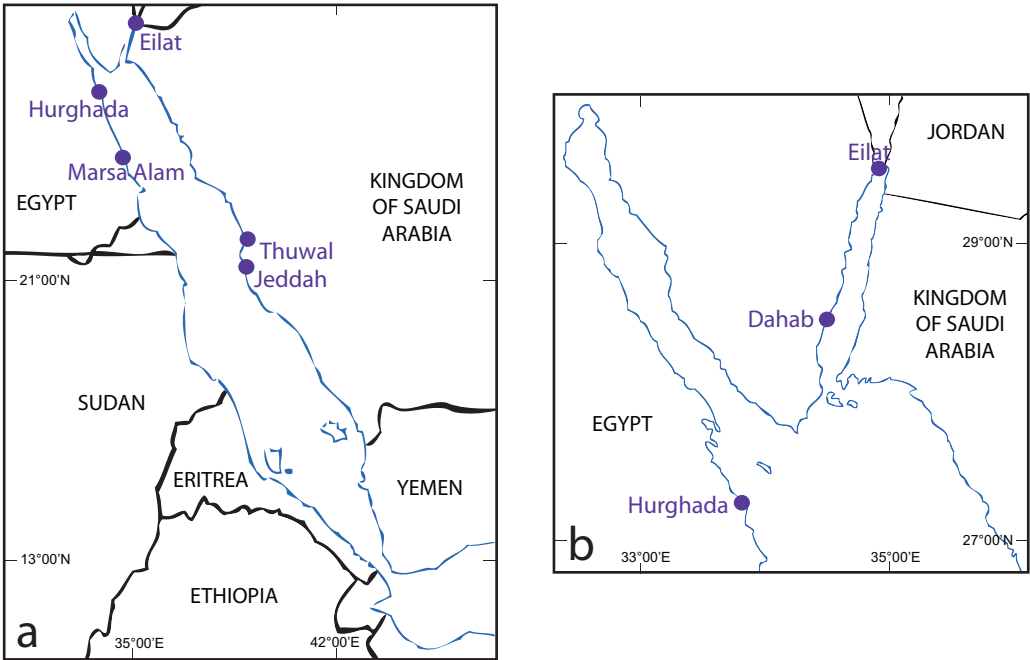 Eilat
Hurghada
Marsa Alam
EGYPT
KINGDOM
OF SAUDI
ARABIA
Thuwal
Jeddah
21°00’N
SUDAN
ERITREA
YEMEN
13°00’N
ETHIOPIA
35°00’E
42°00’E
a
JORDAN
Eilat
29°00’N
Dahab
KINGDOM
OF SAUDI
ARABIA
EGYPT
Hurghada
27°00’N
b
33°00’E
35°00’E